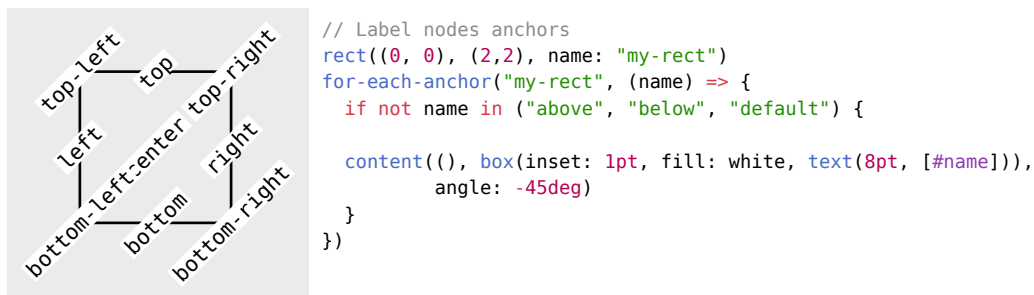 top-left
top
top-right
left
center
right
bottom-left
bottom
bottom-right
// Label nodes anchors
rect((0, 0), (2,2), name: "my-rect")
for-each-anchor("my-rect", (name) => {
  if not name in ("above", "below", "default") {
  content((), box(inset: 1pt, fill: white, text(8pt, [#name])),
          angle: -45deg)
  }
})